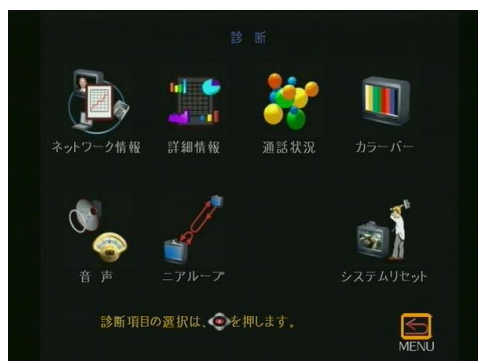 診断
ネットワーク情報
詳細情報
通話状況
カラーバー
音声
ニアループ
システムリセット
診断項目の選択は、を押します。
MENU